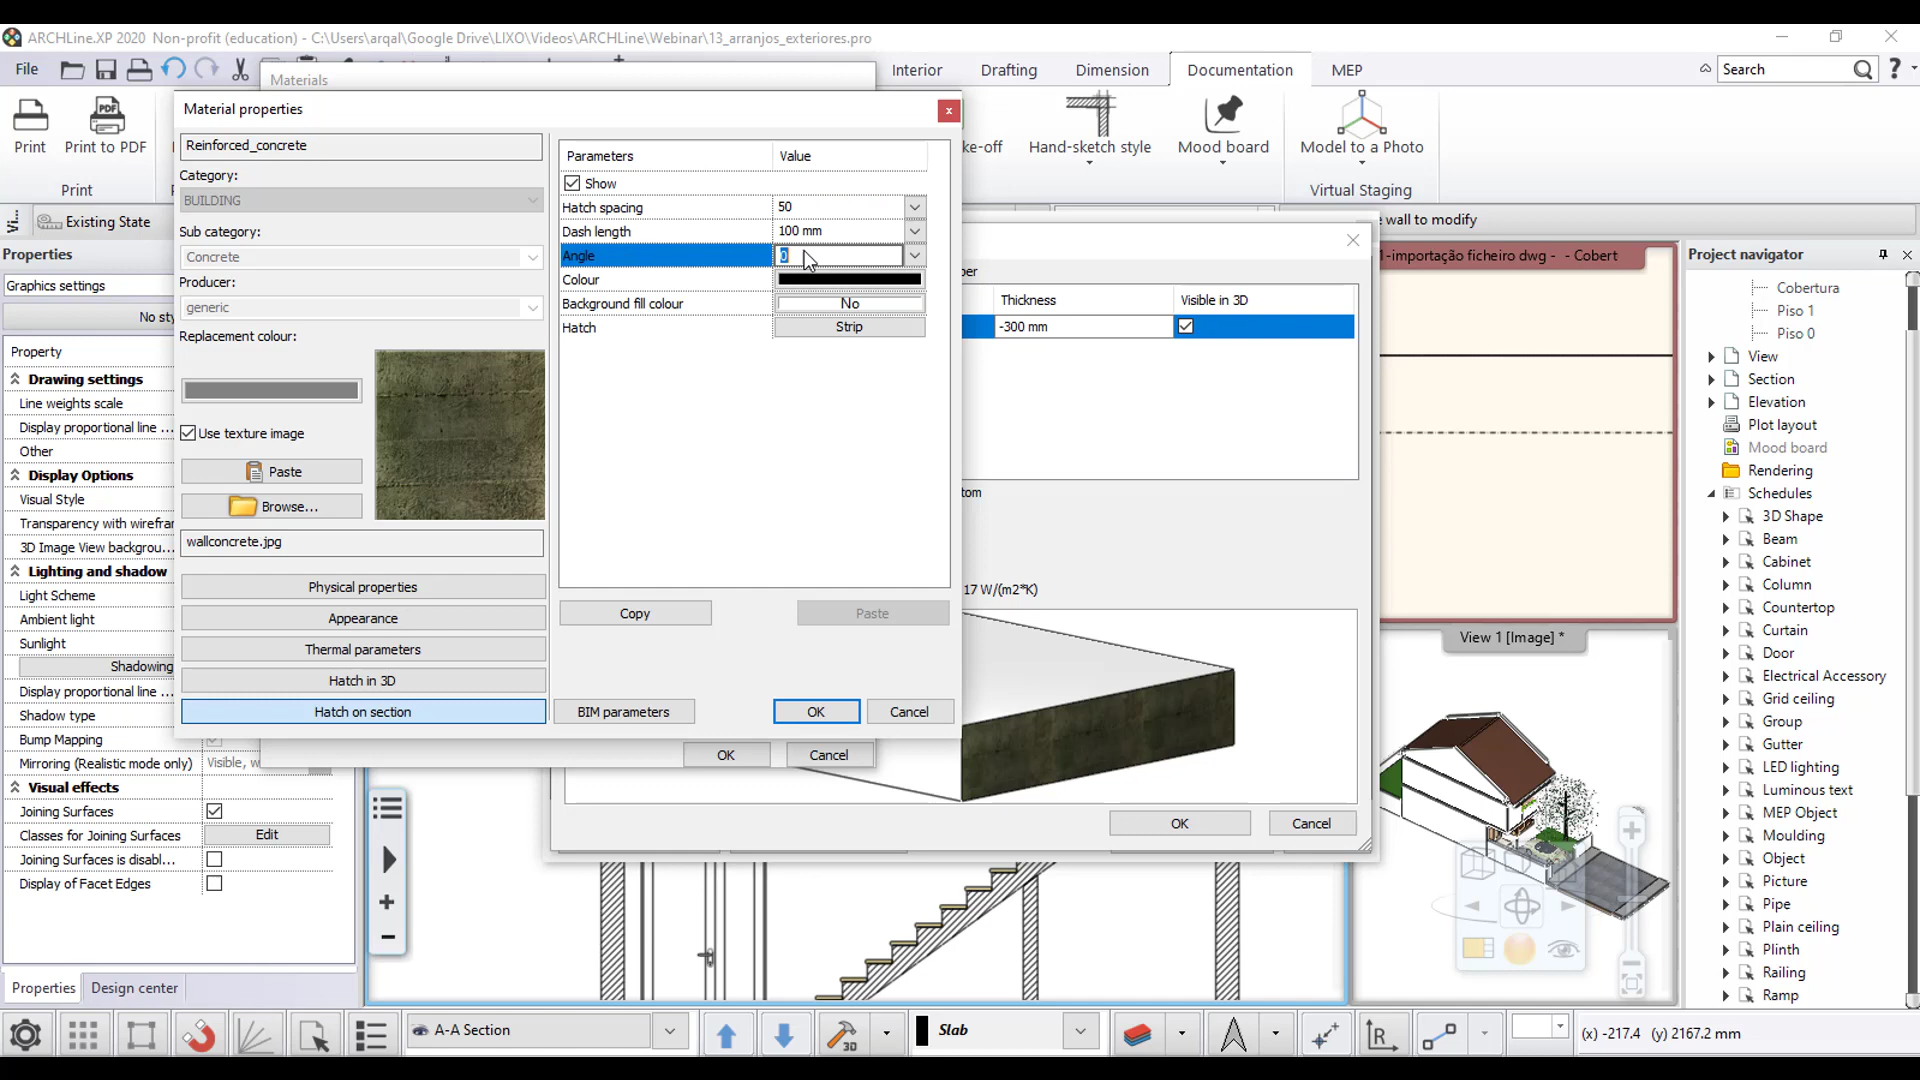 ARCHLine.XP 2020 Non-profit (education) - C:\Users\arqal\Google Drive\LIXO\Videos\ARCHLine\Webinar\13_arranjos_exteriores.pro
File
Materials
Interior
Drafting
Dimension
Documentation
MEP
Search
?
Print
Print to PDF
ke-off
Hand-sketch style
Mood board
Model to a Photo
Print
Virtual Staging
Vi...
Existing State
e wall to modify
Properties
Graphics settings
No sty
Property
Drawing settings
Line weights scale
Display proportional line ...
Other
Display Options
Visual Style
Transparency with wirefra
3D Image View backgrou...
Lighting and shadow
Light Scheme
Ambient light
Sunlight
Shadowing
Display proportional line ...
Shadow type
Bump Mapping
Mirroring (Realistic mode only)
Visible, w
Visual effects
Joining Surfaces
Classes for Joining Surfaces
Edit
Joining Surfaces is disabl...
Display of Facet Edges
Properties
Design center
Material properties
x
Reinforced_concrete
Category:
BUILDING
Sub category:
Concrete
Producer:
generic
Replacement colour:
Use texture image
Paste
Browse...
wallconcrete.jpg
Physical properties
Appearance
Thermal parameters
Hatch in 3D
Hatch on section
Parameters
Value
Show
Hatch spacing
50
Dash length
100 mm
Angle
0
Colour
Background fill colour
No
Hatch
Strip
Copy
Paste
BIM parameters
OK
Cancel
OK
Cancel
ber
Thickness
Visible in 3D
-300 mm
tom
17 W/(m2*K)
OK
Cancel
1-importação ficheiro dwg - - Cobert
View 1 [Image] *
Project navigator
Cobertura
Piso 1
Piso 0
View
Section
Elevation
Plot layout
Mood board
Rendering
Schedules
3D Shape
Beam
Cabinet
Column
Countertop
Curtain
Door
Electrical Accessory
Grid ceiling
Group
Gutter
LED lighting
Luminous text
MEP Object
Moulding
Object
Picture
Pipe
Plain ceiling
Plinth
Railing
Ramp
A-A Section
3D
Slab
R
(x) -217.4 (y) 2167.2 mm